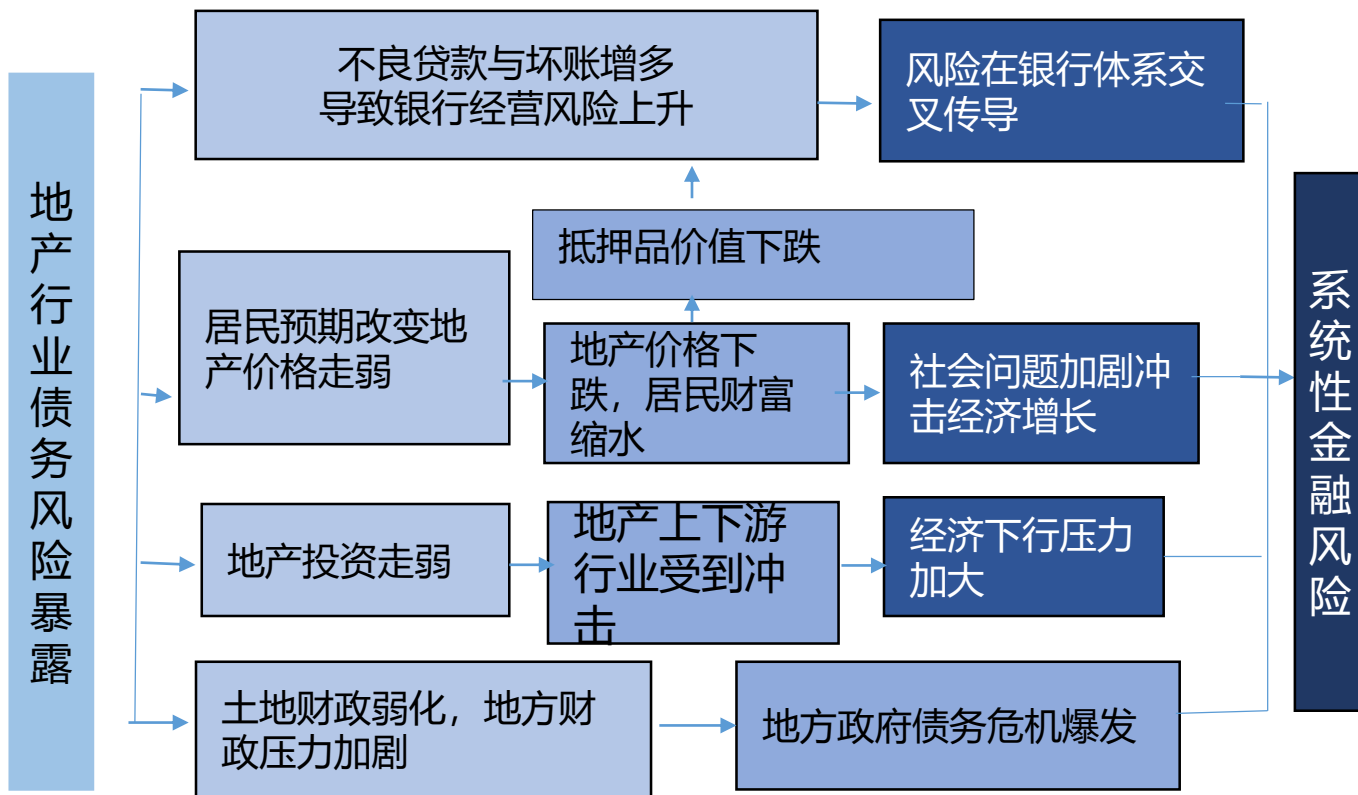 地产行业债务风险暴露
不良贷款与坏账增多
导致银行经营风险上升
风险在银行体系交
叉传导
抵押品价值下跌
居民预期改变地
产价格走弱
地产价格下
跌，居民财富
缩水
社会问题加剧冲
击经济增长
地产投资走弱
地产上下游
行业受到冲
击
经济下行压力
加大
土地财政弱化，地方财
政压力加剧
地方政府债务危机爆发
系统性金融风险